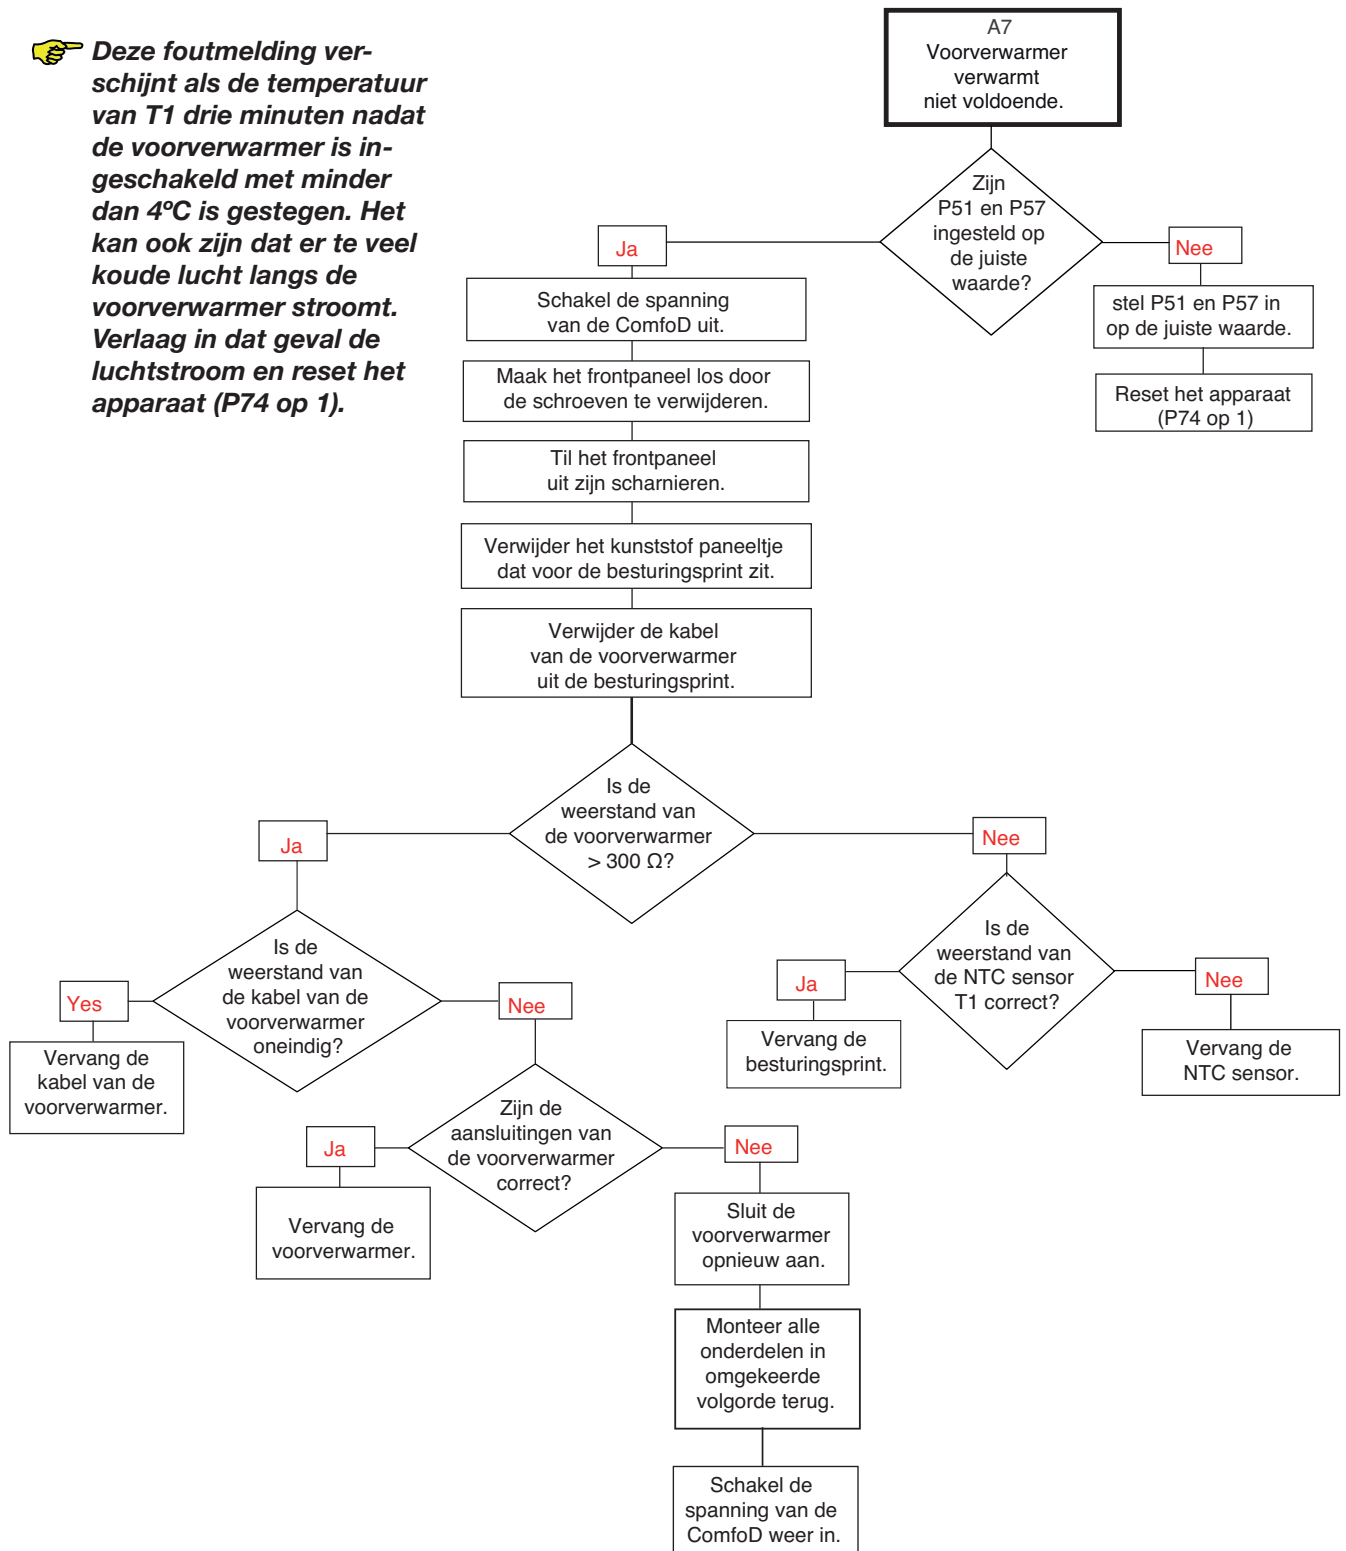 Deze foutmelding ver-
schijnt als de temperatuur
van T1 drie minuten nadat
de voorverwarmer is in-
geschakeld met minder
dan 4ºC is gestegen. Het
kan ook zijn dat er te veel
koude lucht langs de
voorverwarmer stroomt.
Verlaag in dat geval de
luchtstroom en reset het
apparaat (P74 op 1).
A7
Voorverwarmer
verwarmt
niet voldoende.
Zijn
P51 en P57
ingesteld op
de juiste
waarde?
Ja
Nee
Schakel de spanning
van de ComfoD uit.
stel P51 en P57 in
op de juiste waarde.
Maak het frontpaneel los door
de schroeven te verwijderen.
Reset het apparaat
(P74 op 1)
Til het frontpaneel
uit zijn scharnieren.
Verwijder het kunststof paneeltje
dat voor de besturingsprint zit.
Verwijder de kabel
van de voorverwarmer
uit de besturingsprint.
Is de
weerstand van
de voorverwarmer
> 300 Ω?
Ja
Nee
Is de
weerstand van
de kabel van de
voorverwarmer
oneindig?
Is de
weerstand van
de NTC sensor
T1 correct?
Yes
Nee
Ja
Nee
Vervang de
kabel van de
voorverwarmer.
Vervang de
besturingsprint.
Vervang de
NTC sensor.
Zijn de
aansluitingen van
de voorverwarmer
correct?
Ja
Nee
Vervang de
voorverwarmer.
Sluit de
voorverwarmer
opnieuw aan.
Monteer alle
onderdelen in
omgekeerde
volgorde terug.
Schakel de
spanning van de
ComfoD weer in.